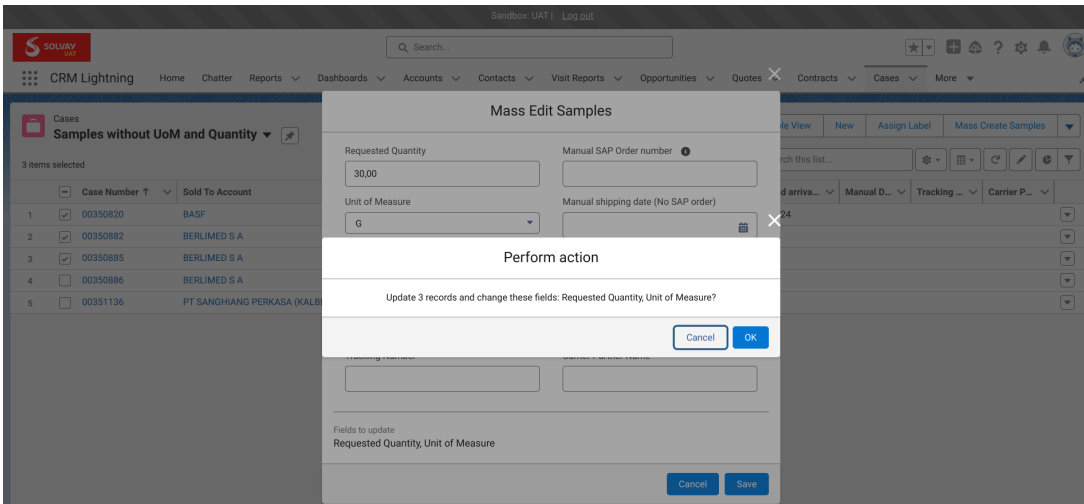 Sandbox: UAT | Log out
SOLVAY
UAT
Search...
CRM Lightning Home Chatter Reports Dashboards Accounts Contacts Visit Reports Opportunities Quotes Contracts Cases More
Cases
Samples without UoM and Quantity
3 items selected
Mass Edit Samples
le View New Assign Label Mass Create Samples
rch this list...
Case Number Sold To Account
d arriva... Manual D... Tracking ... Carrier P...
1 00350820 BASF
24
2 00350882 BERLIMED S A
3 00350885 BERLIMED S A
4 00350886 BERLIMED S A
5 00351136 PT SANGHIANG PERKASA (KALB
Requested Quantity Manual SAP Order number
30,00
Unit of Measure Manual shipping date (No SAP order)
G
Perform action
Update 3 records and change these fields: Requested Quantity, Unit of Measure?
Cancel OK
Tracking Number Carrier Partner Name
Fields to update
Requested Quantity, Unit of Measure
Cancel Save